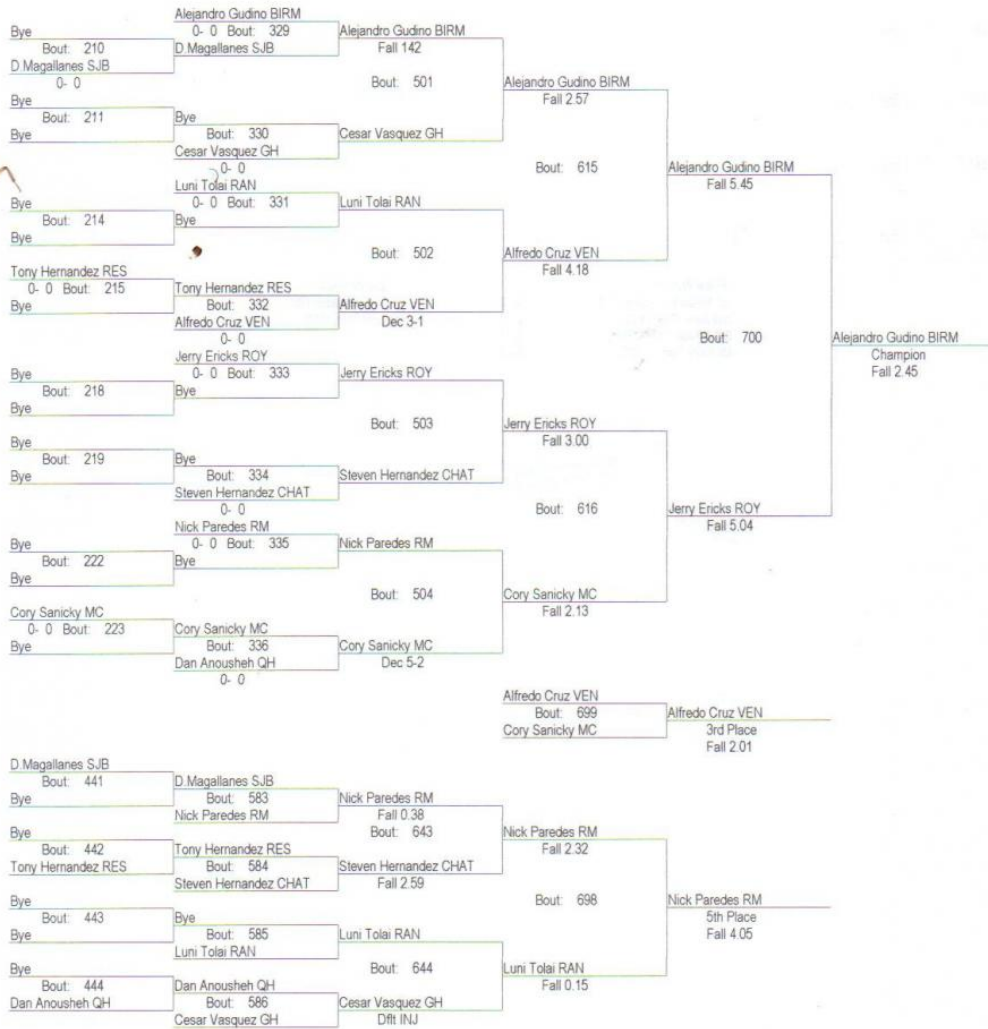 Alejandro Gudino BIRM
Bye 0- 0 Bout: 329 Alejandro Gudino BIRM
Bout: 210 D Magallanes SJB Fall 142
D Magallanes SJB
0- 0 Bout: 501 Alejandro Gudino BIRM
Bye Fall 2.57
Bout: 211 Bye
Bye Bout: 330 Cesar Vasquez GH
Cesar Vasquez GH
0- 0 Bout: 615 Alejandro Gudino BIRM
Luni Tolai RAN Fall 5.45
Bye 0- 0 Bout: 331 Luni Tolai RAN
Bout: 214 Bye
Bye
Bout: 502 Alfredo Cruz VEN
Tony Hernandez RES Fall 4.18
0- 0 Bout: 215 Tony Hernandez RES
Bye Bout: 332 Alfredo Cruz VEN
Alfredo Cruz VEN Dec 3-1
0- 0 Bout: 700 Alejandro Gudino BIRM
Jerry Ericks ROY Champion
Bye 0- 0 Bout: 333 Jerry Ericks ROY Fall 2.45
Bout: 218 Bye
Bye
Bout: 503 Jerry Ericks ROY
Bye Fall 3.00
Bout: 219 Bye
Bye Bout: 334 Steven Hernandez CHAT
Steven Hernandez CHAT
0- 0 Bout: 616 Jerry Ericks ROY
Nick Paredes RM Fall 5.04
Bye 0- 0 Bout: 335 Nick Paredes RM
Bout: 222 Bye
Bye
Bout: 504 Cory Sanicky MC
Cory Sanicky MC Fall 2.13
0- 0 Bout: 223 Cory Sanicky MC
Bye Bout: 336 Cory Sanicky MC
Dan Anousheh QH Dec 5-2
0- 0
Alfredo Cruz VEN
Bout: 699 Alfredo Cruz VEN
Cory Sanicky MC 3rd Place
Fall 2.01
D Magallanes SJB
Bout: 441 D Magallanes SJB
Bye Bout: 583 Nick Paredes RM
Nick Paredes RM Fall 0.38
Bye Bout: 643 Nick Paredes RM
Bout: 442 Tony Hernandez RES Fall 2.32
Tony Hernandez RES Bout: 584 Steven Hernandez CHAT
Steven Hernandez CHAT Fall 2.59
Bye Bout: 698 Nick Paredes RM
Bout: 443 Bye 5th Place
Bye Bout: 585 Luni Tolai RAN Fall 4.05
Luni Tolai RAN
Bye Bout: 644 Luni Tolai RAN
Bout: 444 Dan Anousheh QH Fall 0.15
Dan Anousheh QH Bout: 586 Cesar Vasquez GH
Cesar Vasquez GH Dflt INJ